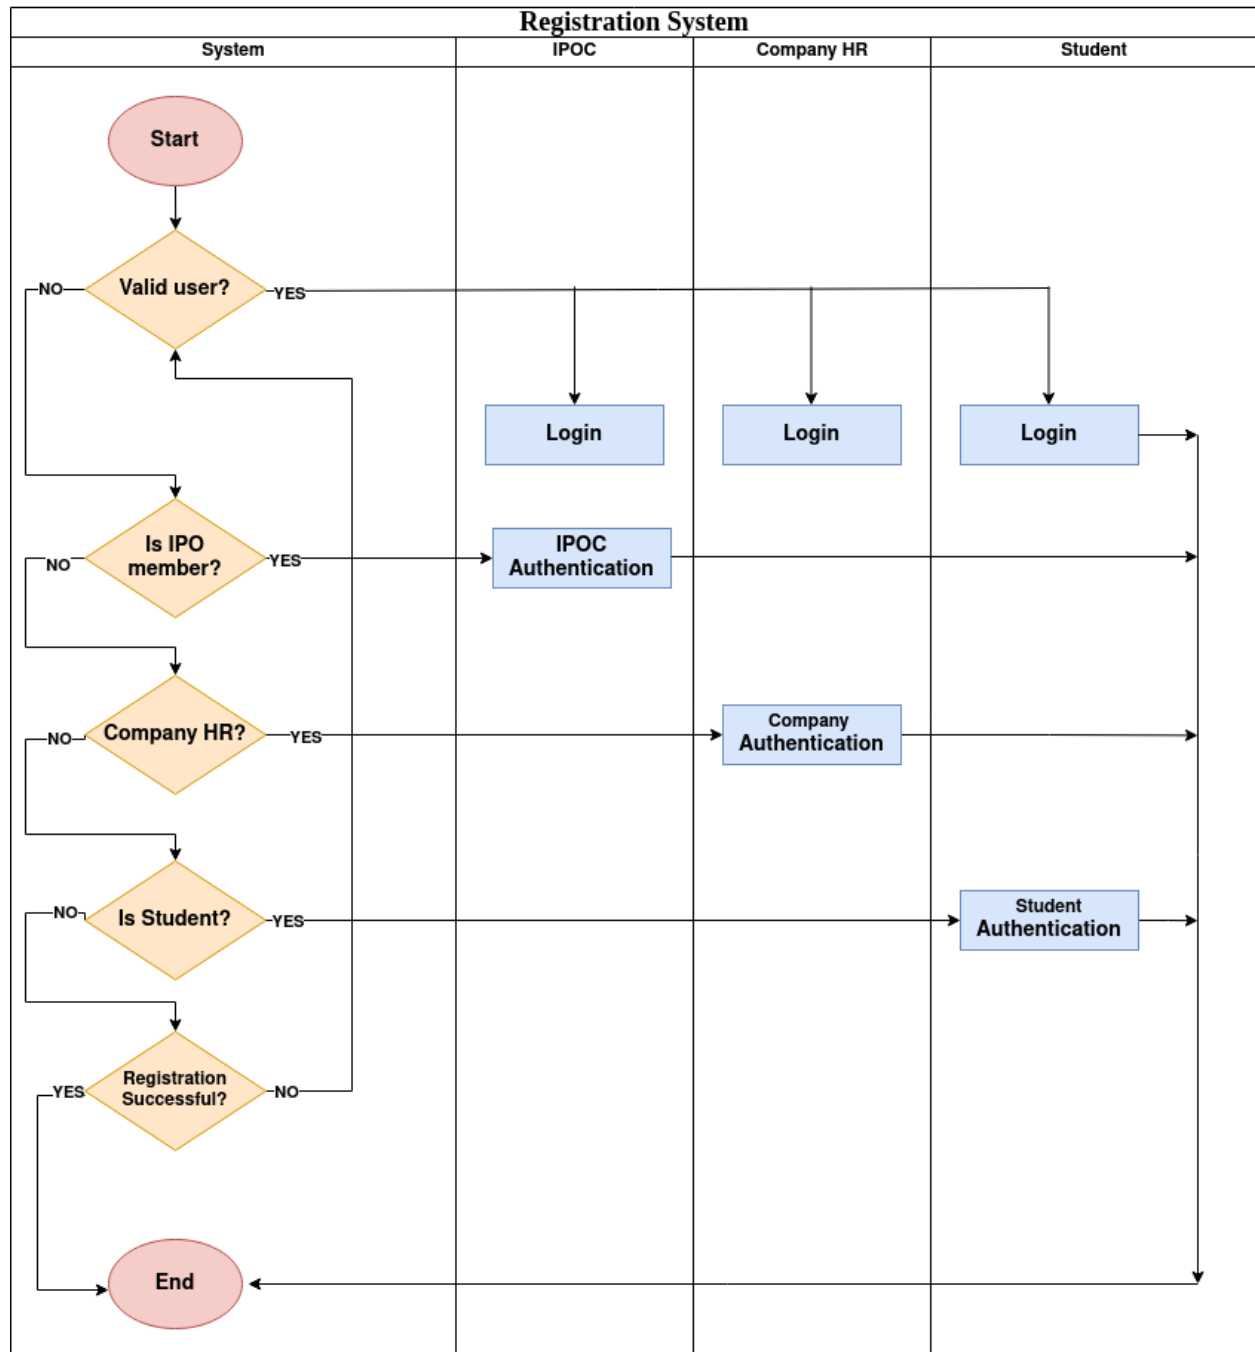 Registration System
System
IPOC
Company HR
Student
Start
Valid user?
NO
YES
Login
Login
Login
Is IPO
member?
NO
YES
IPOC
Authentication
Company HR?
NO
YES
Company
Authentication
Is Student?
NO
YES
Student
Authentication
Registration
Successful?
YES
NO
End